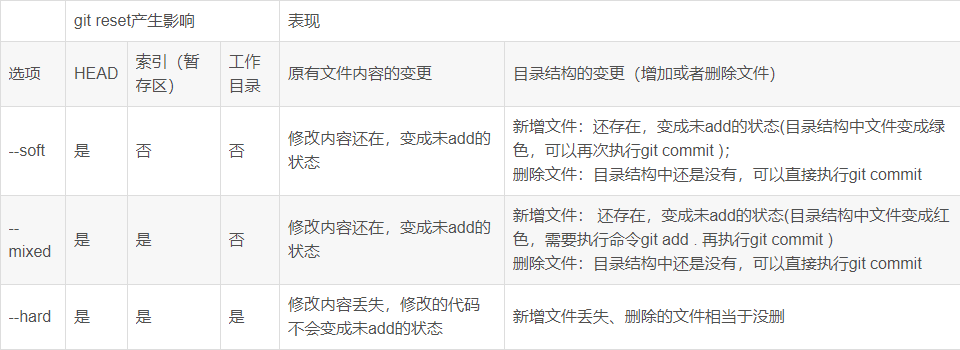 git reset产生影响
表现
选项
HEAD
索引（暂
存区）
工作
目录
原有文件内容的变更
目录结构的变更（增加或者删除文件）
--soft
是
否
否
修改内容还在，变成未add的
状态
新增文件：还存在，变成未add的状态(目录结构中文件变成绿
色，可以再次执行git commit )；
删除文件：目录结构中还是没有，可以直接执行git commit
--
mixed
是
是
否
修改内容还在，变成未add的
状态
新增文件： 还存在，变成未add的状态(目录结构中文件变成红
色，需要执行命令git add . 再执行git commit )
删除文件：目录结构中还是没有，可以直接执行git commit
--hard
是
是
是
修改内容丢失，修改的代码
不会变成未add的状态
新增文件丢失、删除的文件相当于没删